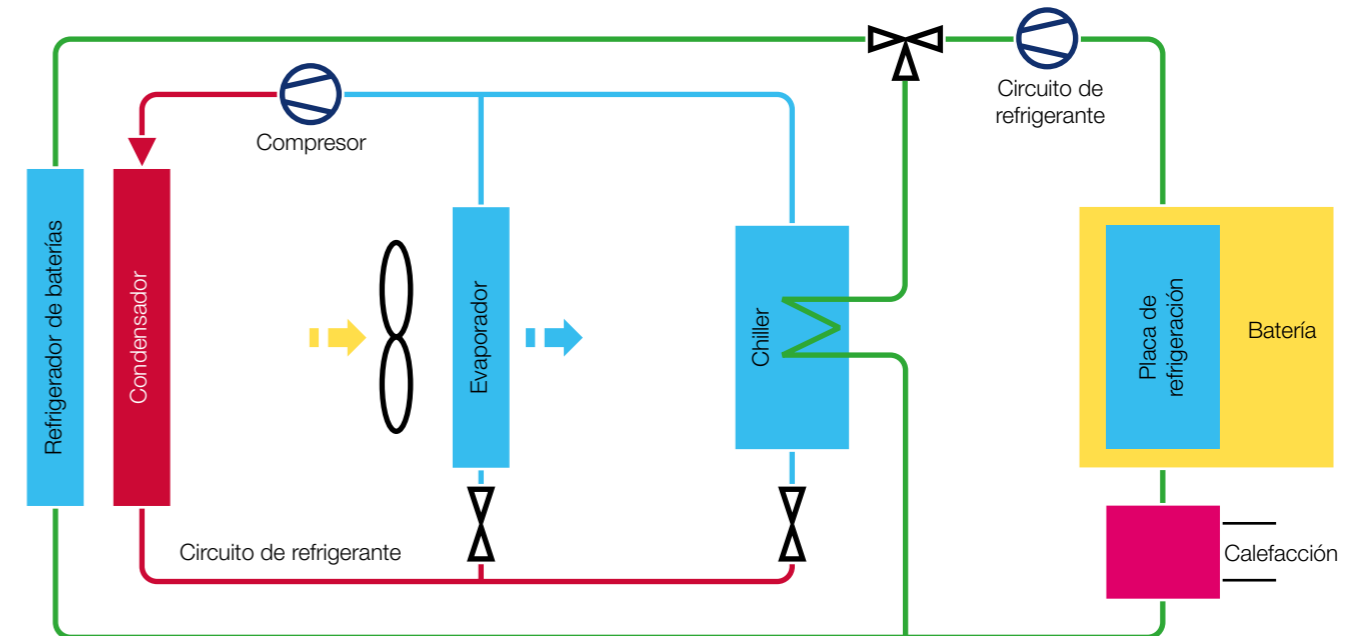 Circuito de
refrigerante
Compresor
Refrigerador de baterías
Condensador
Evaporador
Chiller
Placa de
refrigeración
Batería
Circuito de refrigerante
Calefacción